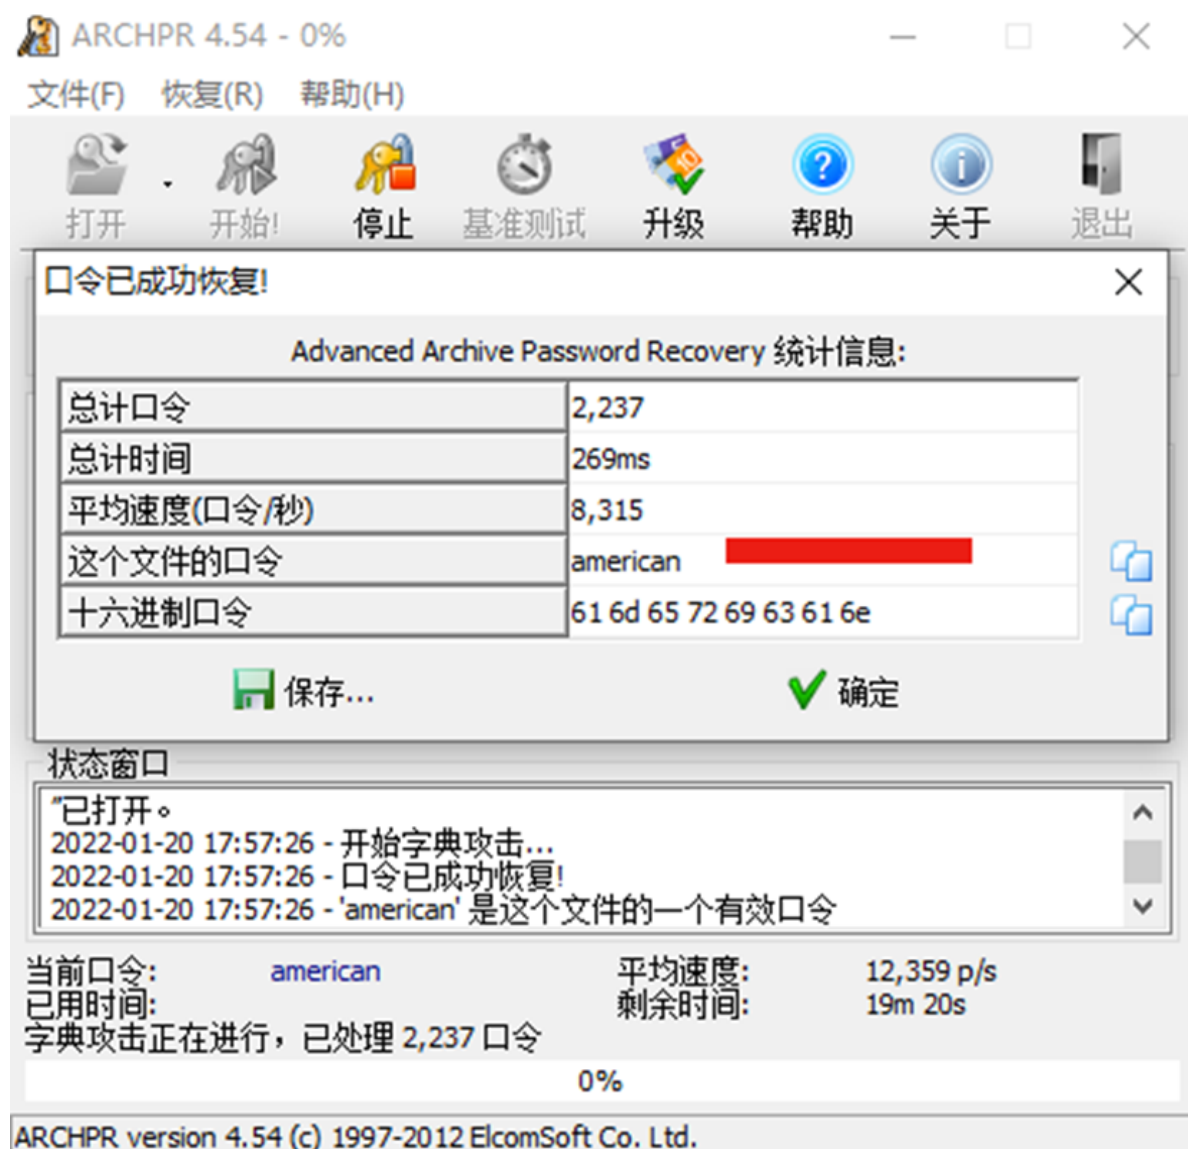 ARCHPR 4.54 - 0%
文件(F) 恢复(R) 帮助(H)
打开 开始! 停止 基准测试 升级 帮助 关于 退出
口令已成功恢复!
Advanced Archive Password Recovery 统计信息:
总计口令 2,237
总计时间 269ms
平均速度(口令/秒) 8,315
这个文件的口令 american
十六进制口令 61 6d 65 72 69 63 61 6e
保存... 确定
状态窗口
"已打开。
2022-01-20 17:57:26 - 开始字典攻击...
2022-01-20 17:57:26 - 口令已成功恢复!
2022-01-20 17:57:26 - 'american' 是这个文件的一个有效口令
当前口令: american 平均速度: 12,359 p/s
已用时间: 剩余时间: 19m 20s
字典攻击正在进行，已处理 2,237 口令
0%
ARCHPR version 4.54 (c) 1997-2012 ElcomSoft Co. Ltd.